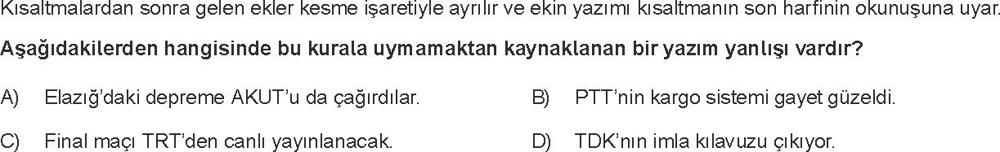 Kısaltmalardan sonra gelen ekler kesme işaretiyle ayrılır ve ekin yazımı kısaltmanın son harfinin okunuşuna uyar.
Aşağıdakilerden hangisinde bu kurala uymamaktan kaynaklanan bir yazım yanlışı vardır?
A) Elazığ’daki depreme AKUT’u da çağırdılar. B) PTT’nin kargo sistemi gayet güzeldi.
C) Final maçı TRT’den canlı yayınlanacak. D) TDK’nın imla kılavuzu çıkıyor.